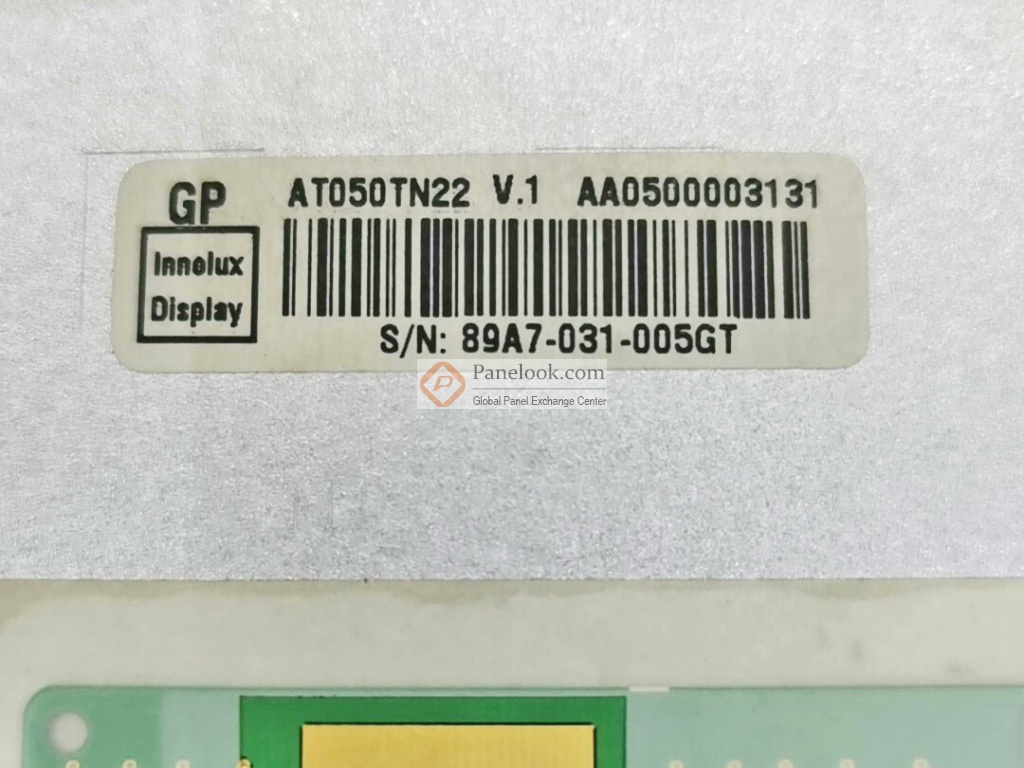 GP AT050TN22 V.1 AA0500003131
Innolux
Display
S/N: 89A7-031-005GT
Panelook.com
Global Panel Exchange Center